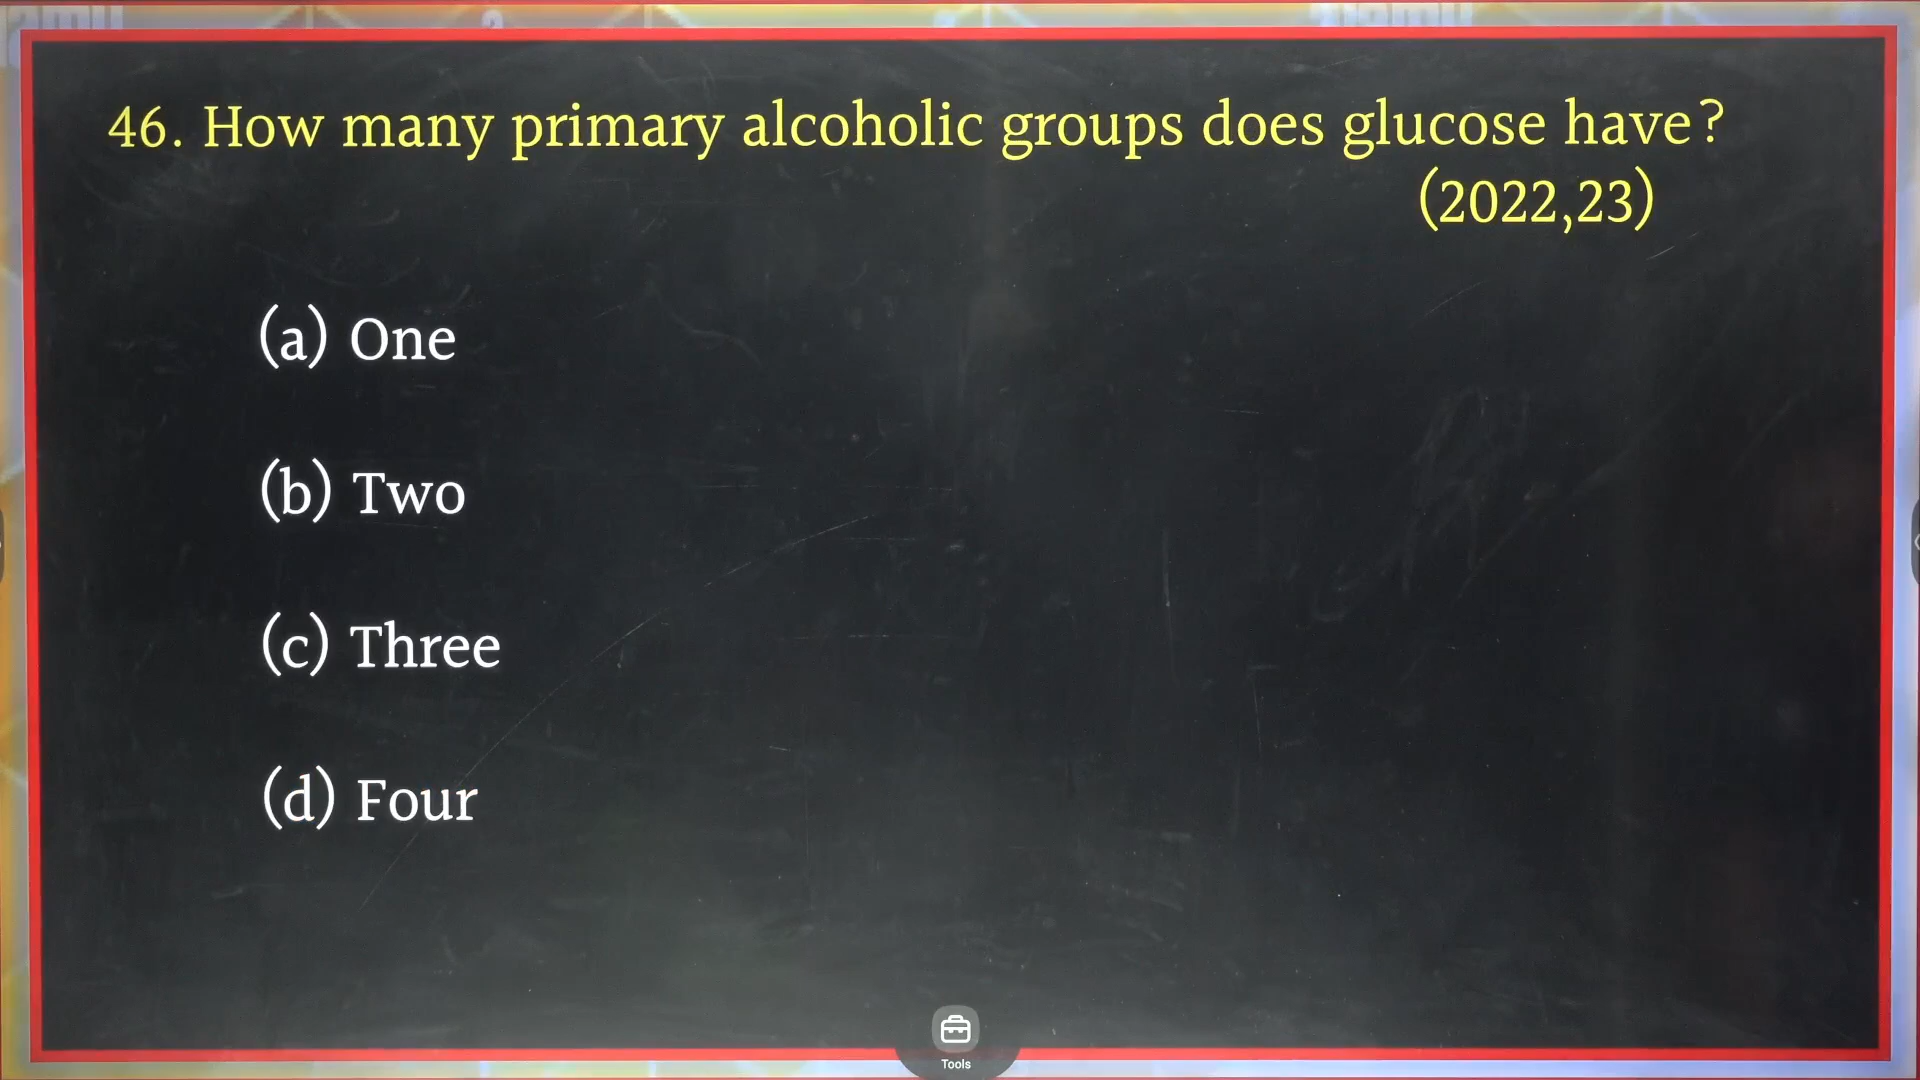 46. How many primary alcoholic groups does glucose have?
(2022,23)
(a) One
(b) Two
(c) Three
(d) Four
Tools